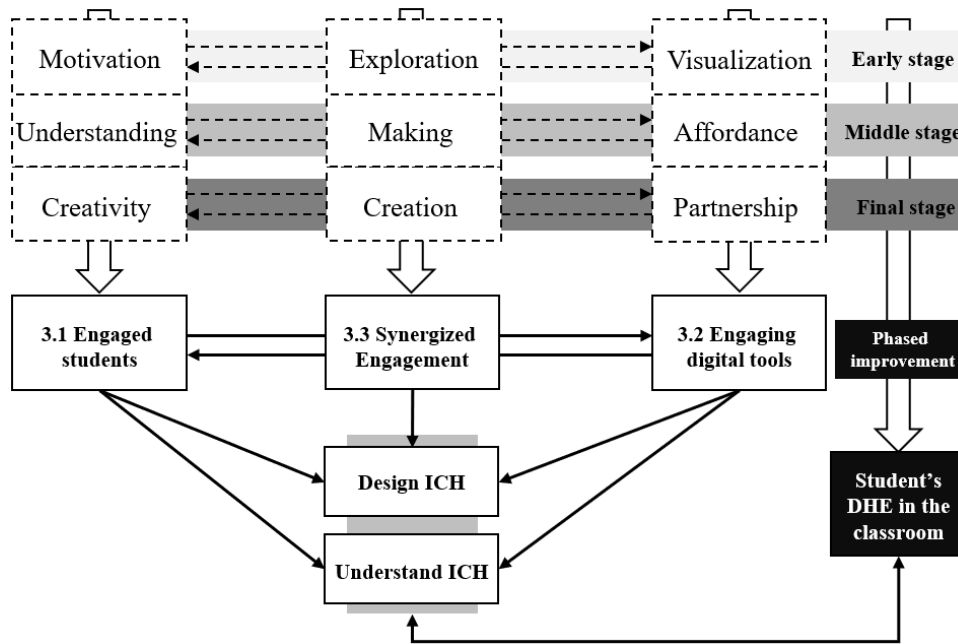 Motivation
Exploration
Visualization
Early stage
Understanding
Making
Affordance
Middle stage
Creativity
Creation
Partnership
Final stage
3.1 Engaged
students
3.3 Synergized
Engagement
3.2 Engaging
digital tools
Phased
improvement
Design ICH
Understand ICH
Student's
DHE in the
classroom